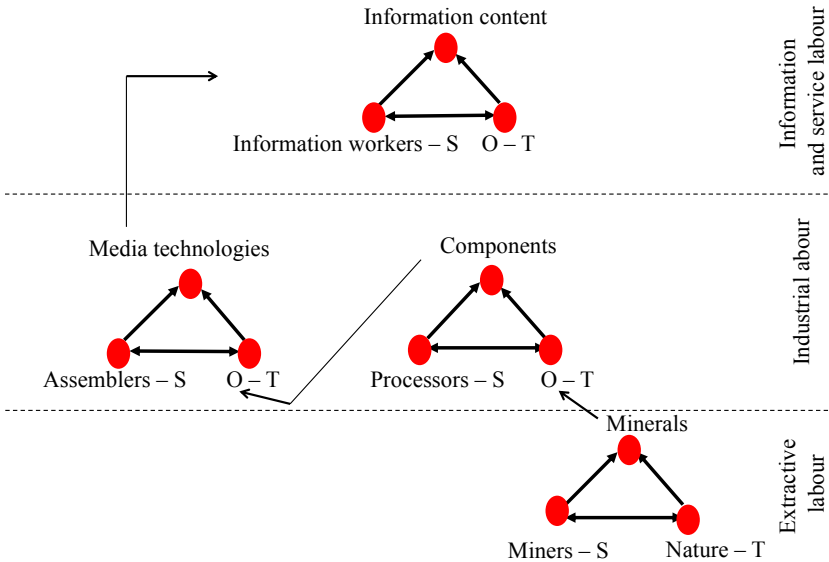 Information content
Information workers – S O – T
Information
and service labour
Media technologies
Components
Assemblers – S O – T
Processors – S O – T
Industrial abour
Minerals
Miners – S Nature – T
Extractive
labour